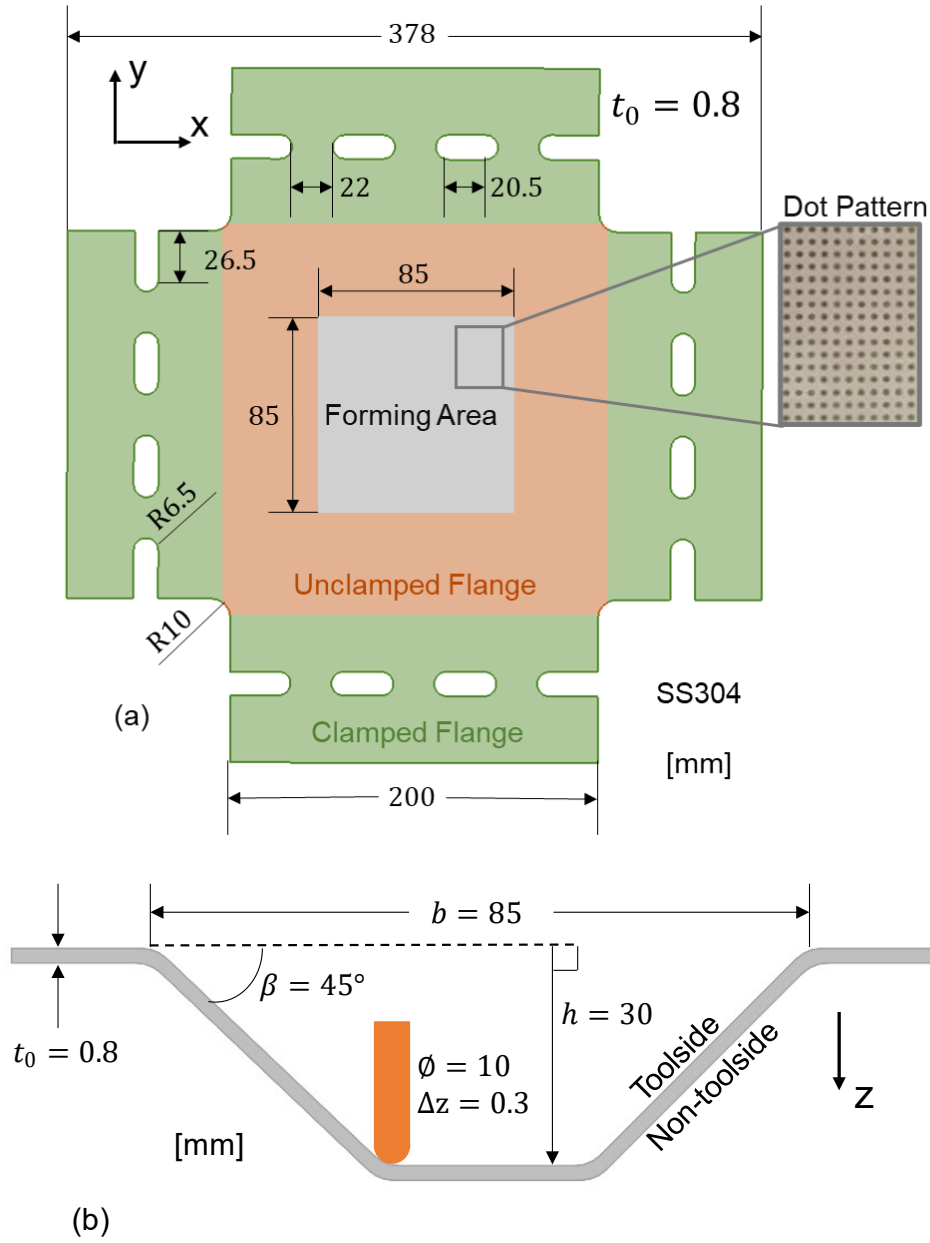 378
y
x
t₀ = 0.8
22
20.5
Dot Pattern
26.5
85
85
Forming Area
R6.5
Unclamped Flange
R10
SS304
(a)
Clamped Flange
[mm]
200
b = 85
β = 45°
h = 30
t₀ = 0.8
Ø = 10
Δz = 0.3
Toolside
Non-toolside
z
[mm]
(b)